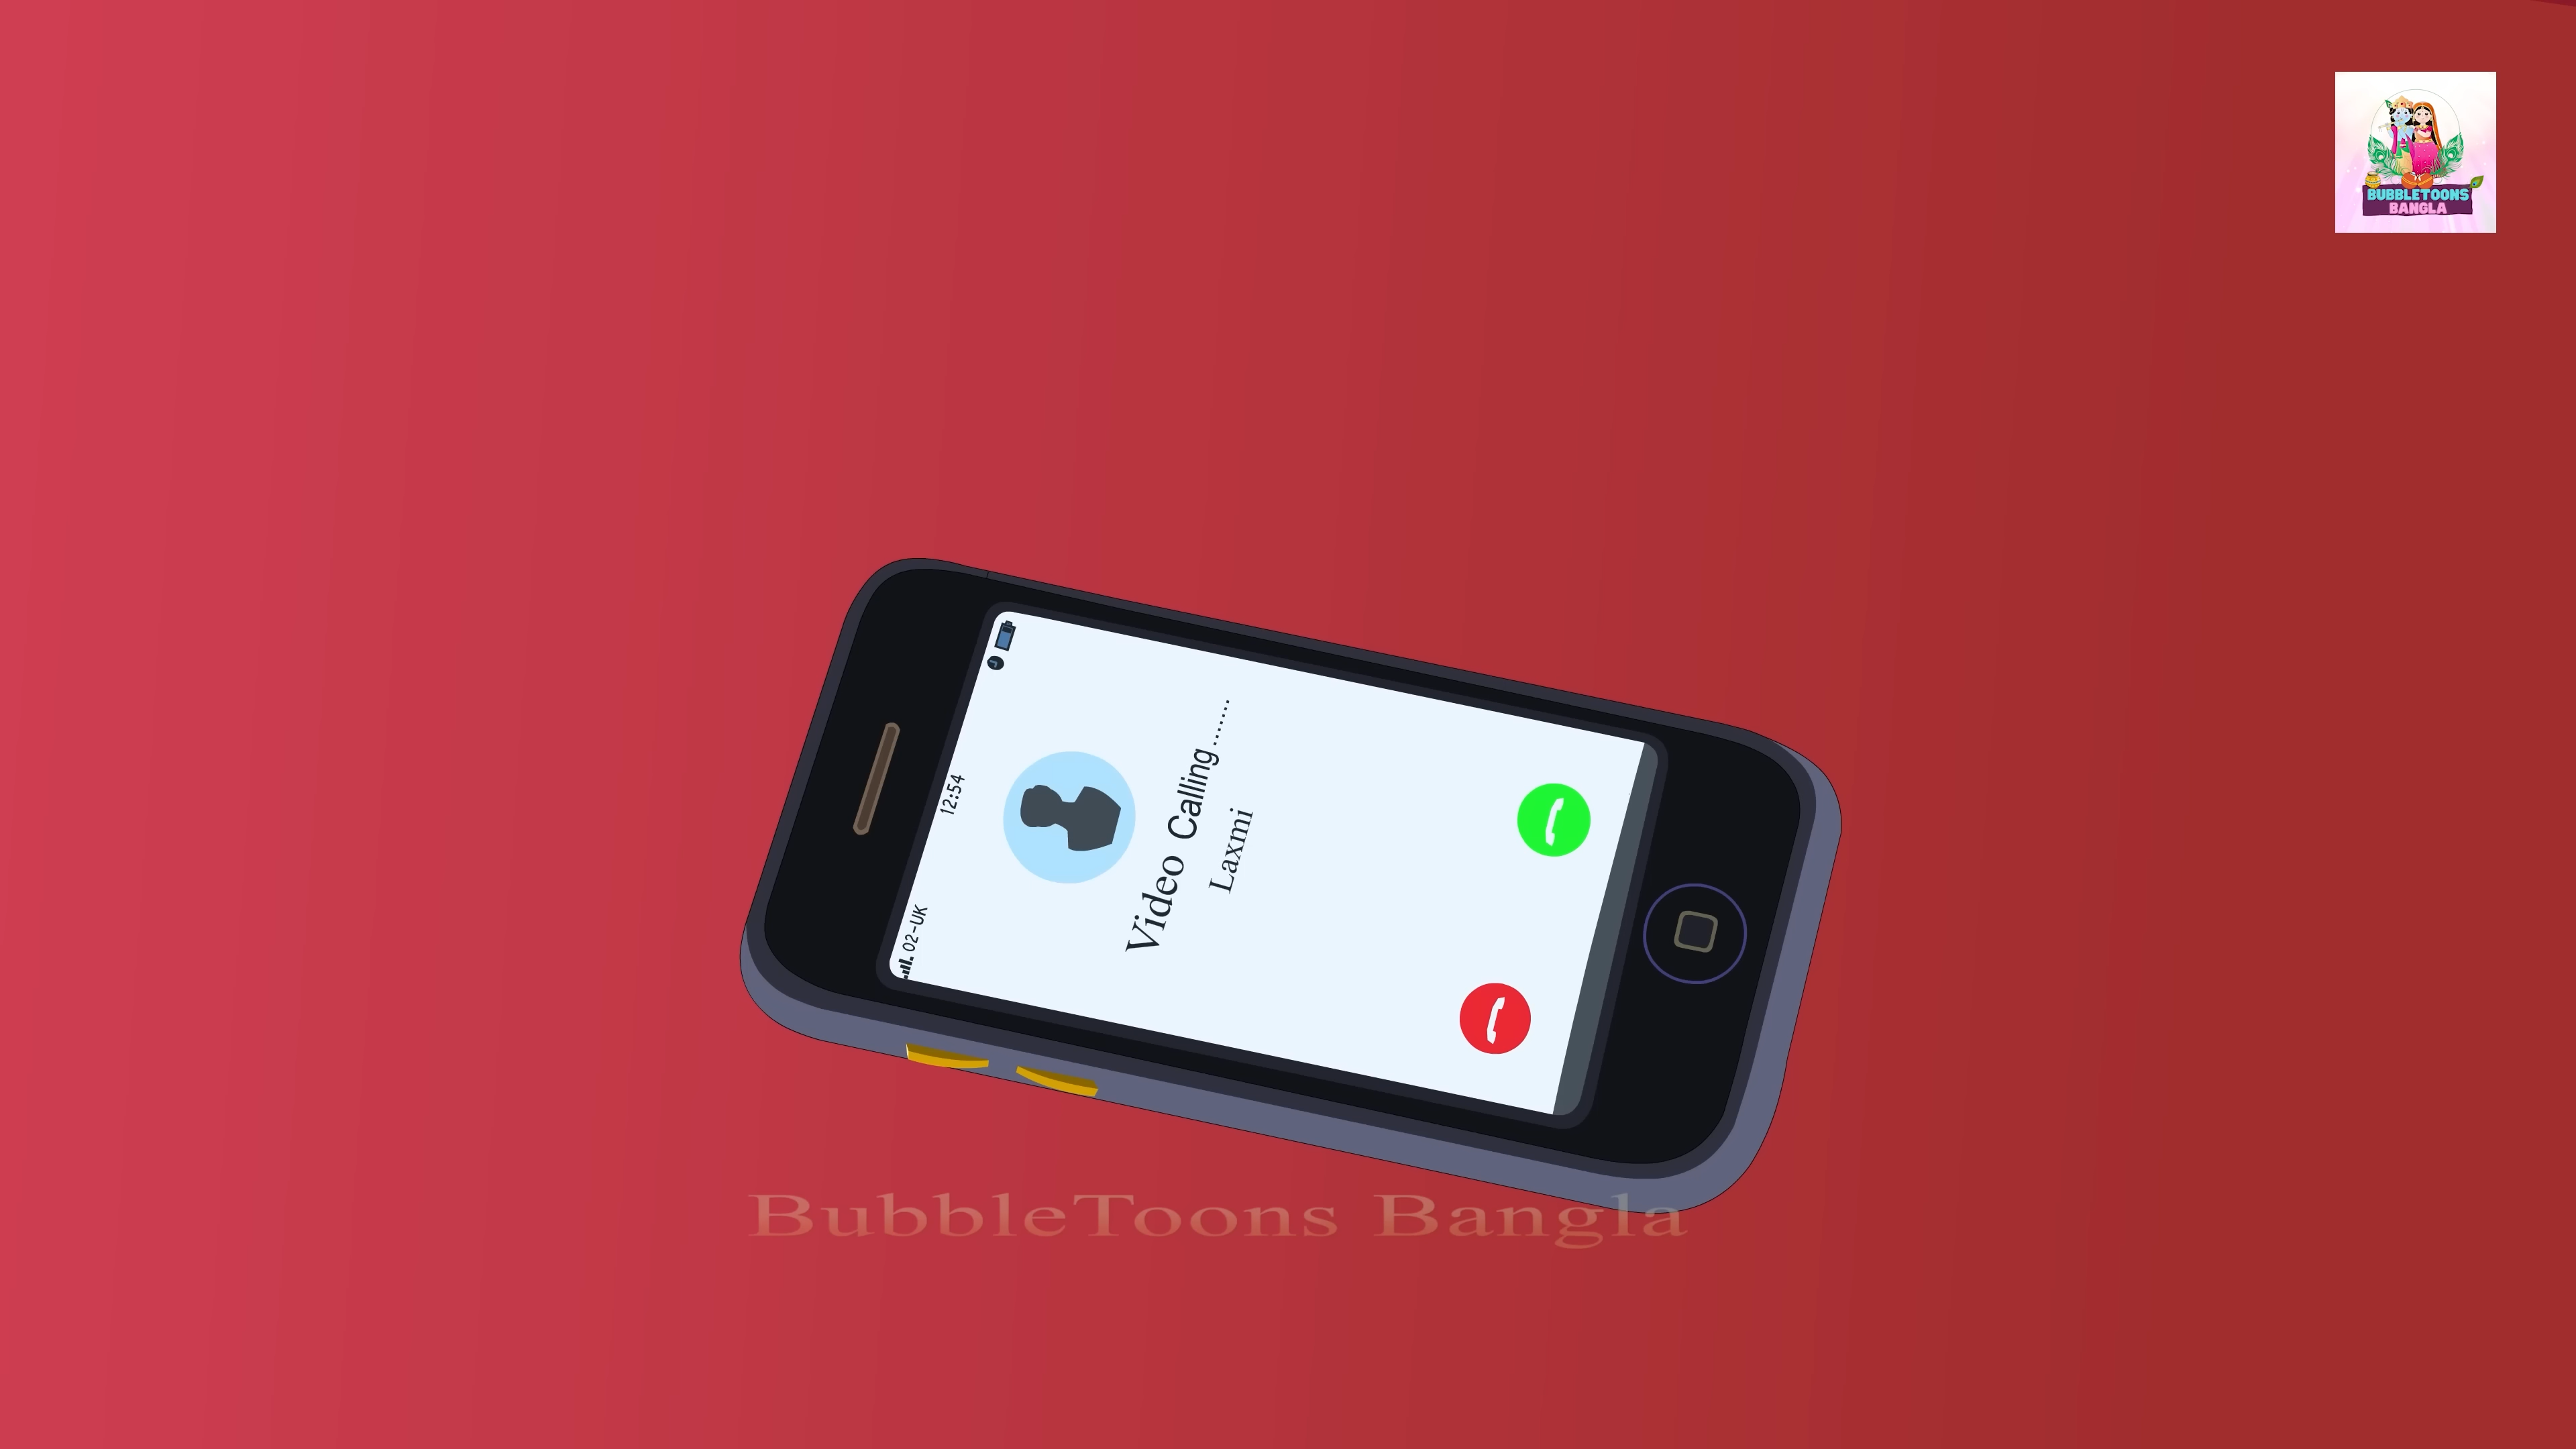 BUBBLETOONS
BANGLA
02-UK
12:54
Video Calling.......
Laxmi
BubbleToons Bangla